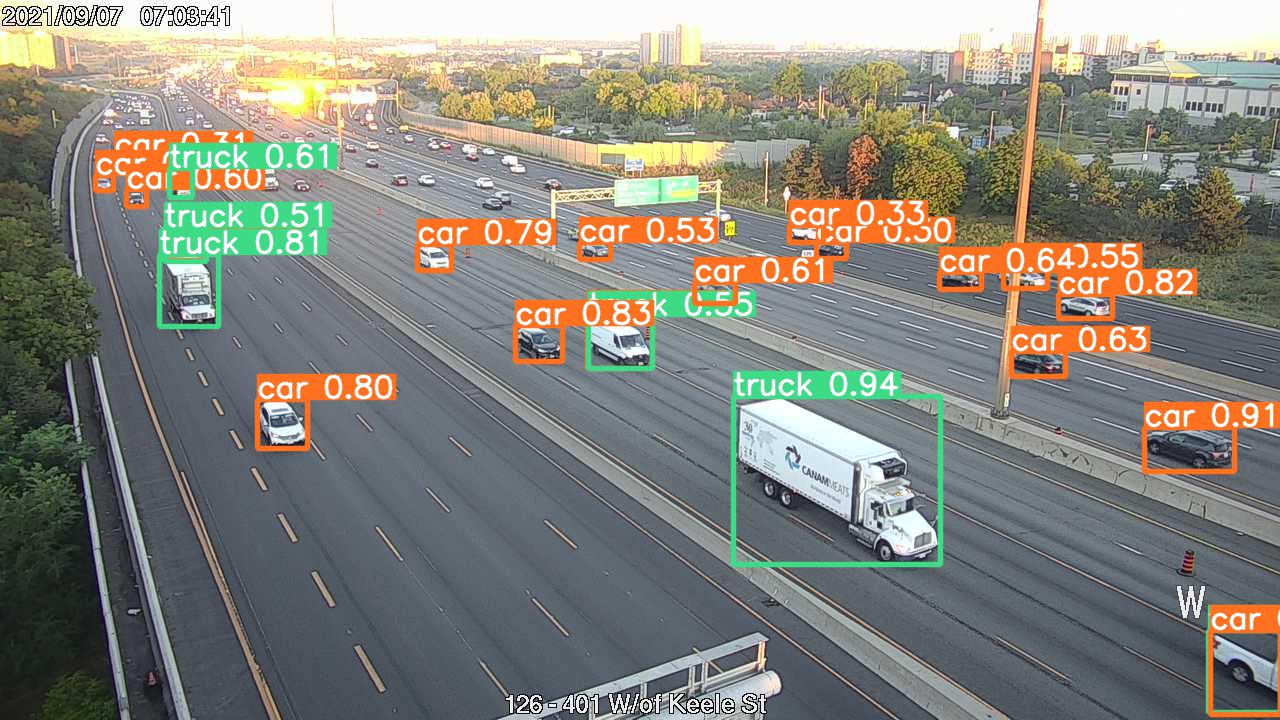 2021/09/07 07:03:41
car 0.31
truck 0.61
car 0.60
truck 0.51
truck 0.81
car 0.79
car 0.53
car 0.33
car 0.30
car 0.61
car 0.64
0.55
car 0.82
car 0.83
truck 0.55
car 0.63
car 0.80
truck 0.94
car 0.91
30
CANAMMEATS
W
car
126 - 401 W/of Keele St